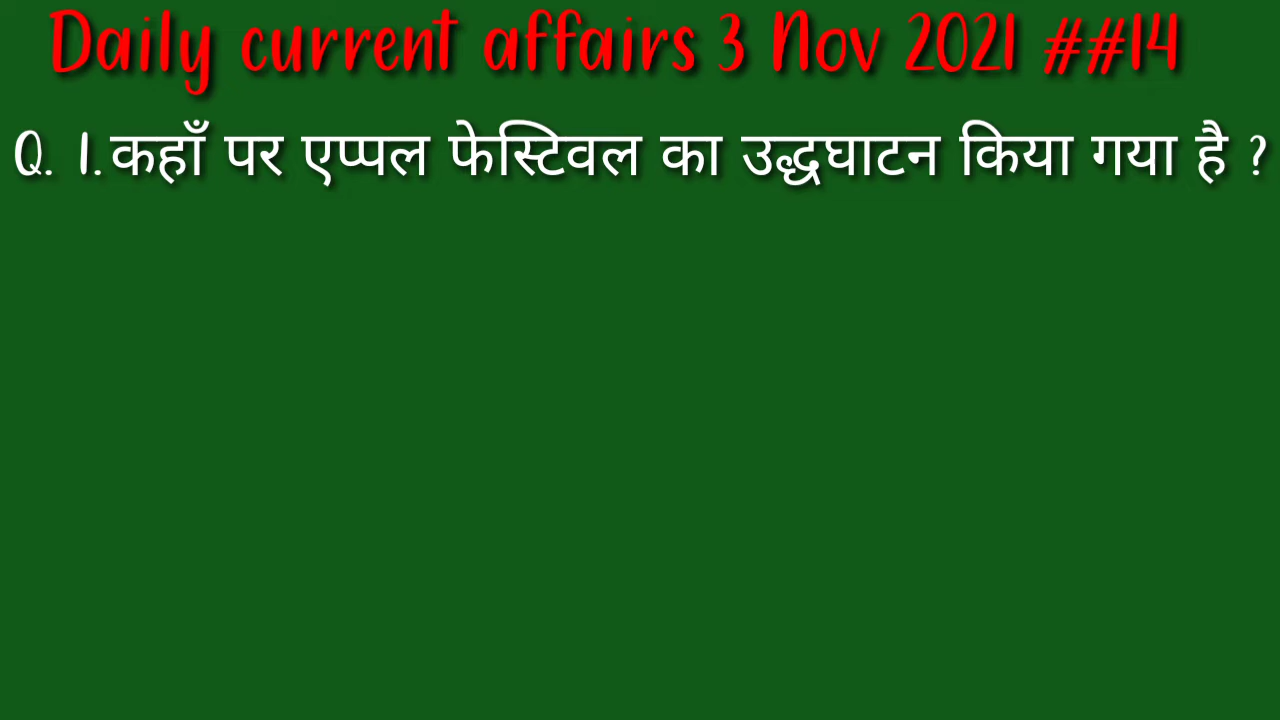 Daily current affairs 3 Nov 2021 ##14
Q. 1.कहाँ पर एप्पल फेस्टिवल का उद्धघाटन किया गया है ?